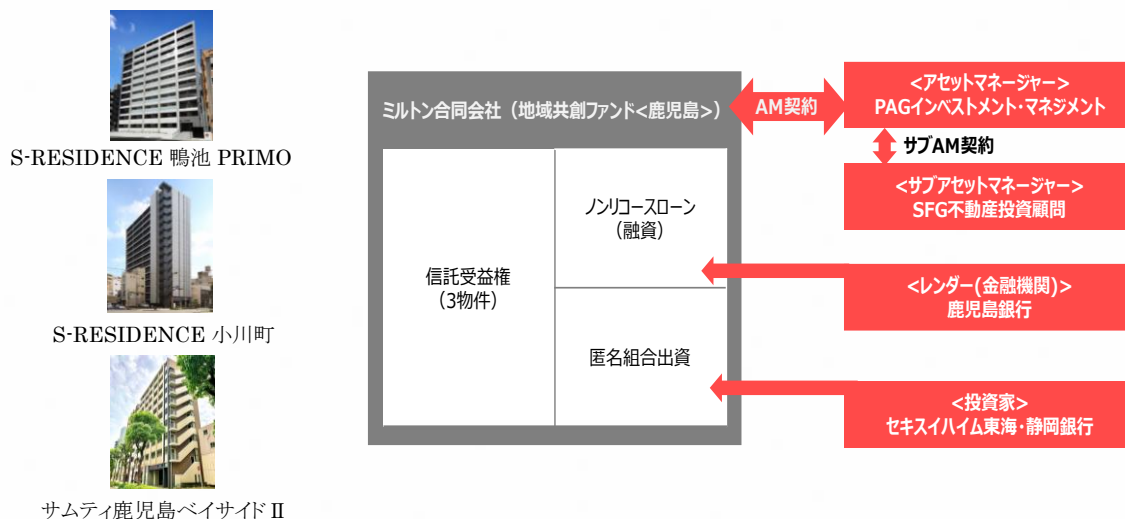 S-RESIDENCE 鴨池 PRIMO
S-RESIDENCE 小川町
サムティ鹿児島ベイサイドⅡ
ミルトン合同会社（地域共創ファンド<鹿児島>）
信託受益権
（3物件）
ノンリコースローン
（融資）
匿名組合出資
AM契約
<アセットマネージャー>
PAGインベストメント・マネジメント
サブAM契約
<サブアセットマネージャー>
SFG不動産投資顧問
<レンダー(金融機関)>
鹿児島銀行
<投資家>
セキスイハイム東海・静岡銀行